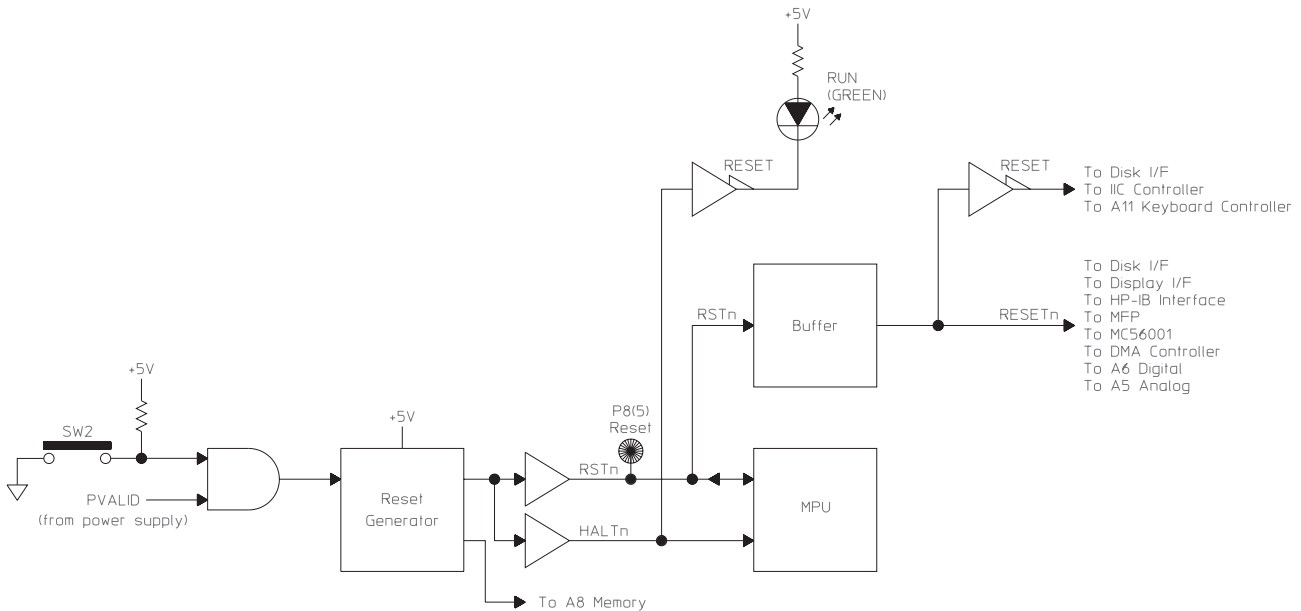 +5V
RUN
(GREEN)
RESET
RESET
To Disk I/F
To IIC Controller
To A11 Keyboard Controller
To Disk I/F
To Display I/F
To HP-IB Interface
To MFP
To MC56001
To DMA Controller
To A6 Digital
To A5 Analog
RSTn
Buffer
RESETn
+5V
SW2
+5V
P8(5)
Reset
RSTn
PVALID
(from power supply)
Reset
Generator
MPU
HALTn
To A8 Memory